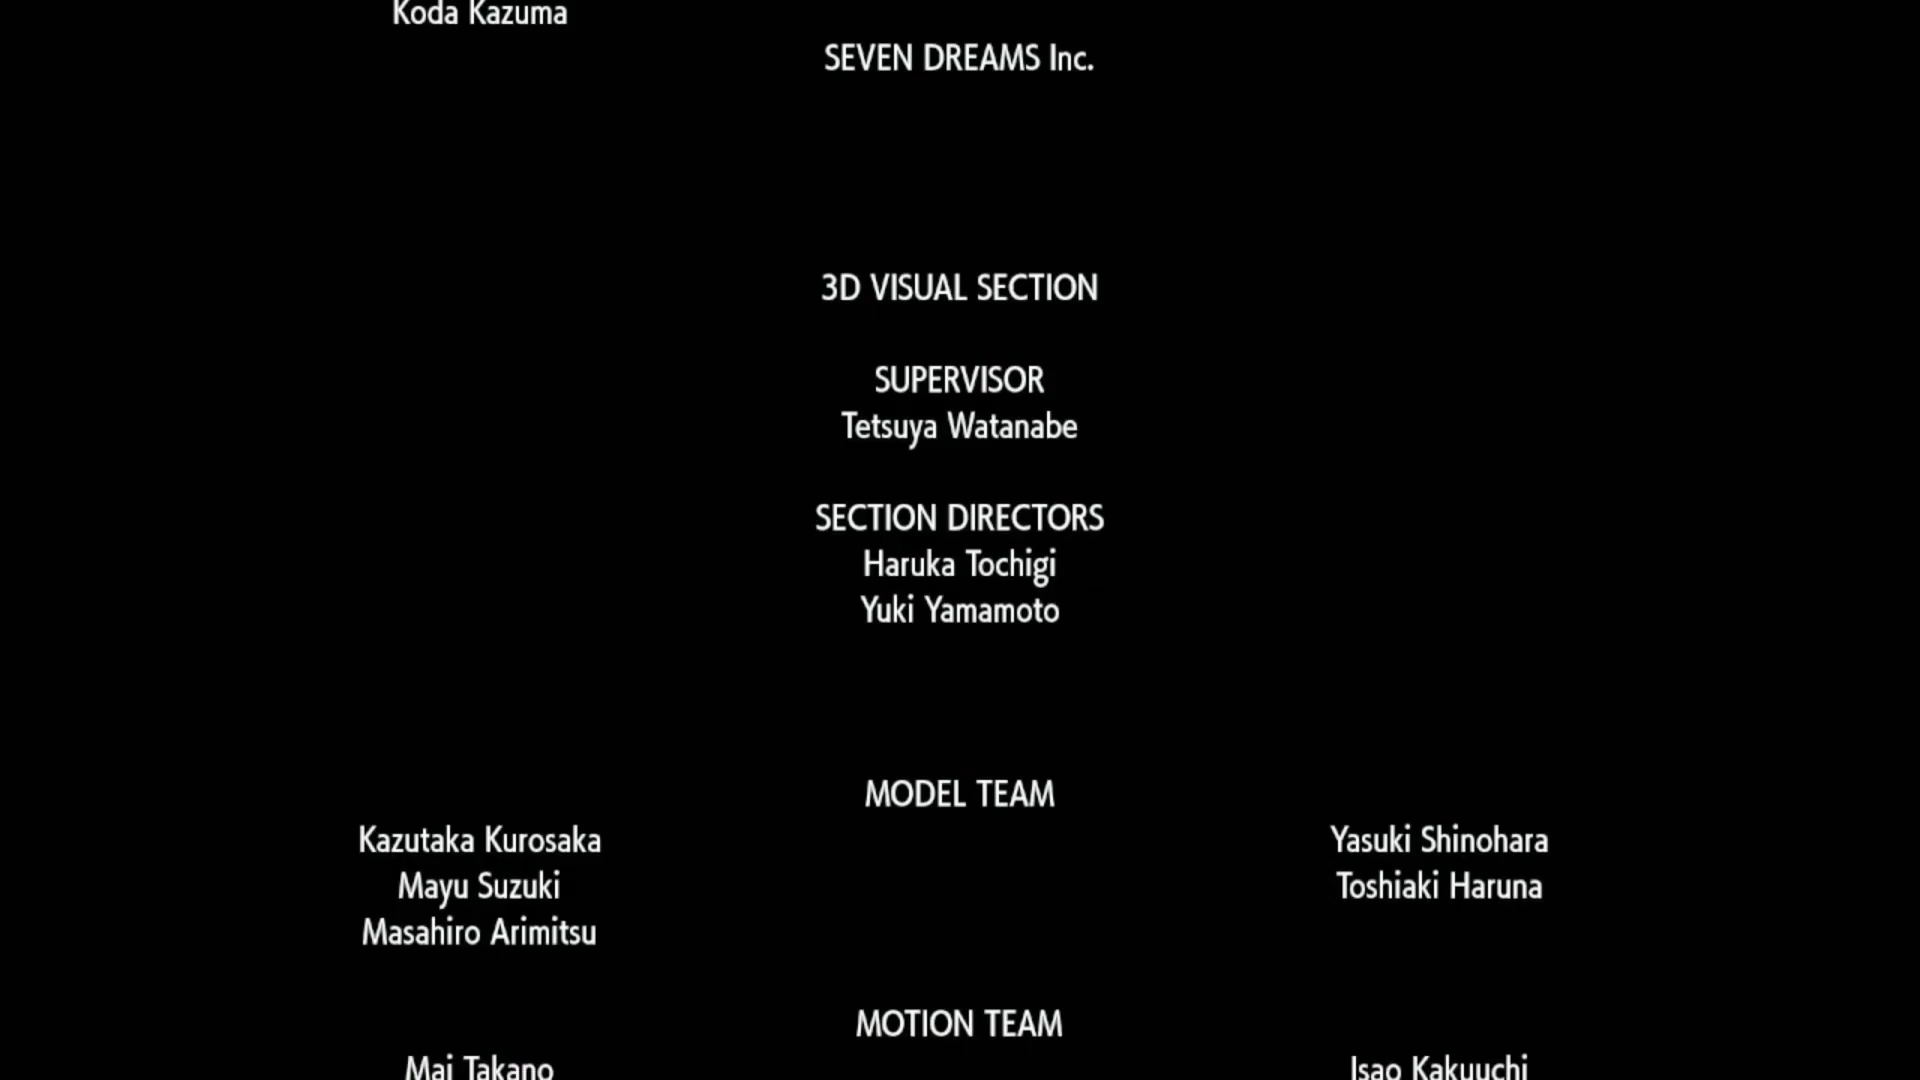 Koda Kazuma
SEVEN DREAMS Inc.
3D VISUAL SECTION
SUPERVISOR
Tetsuya Watanabe
SECTION DIRECTORS
Haruka Tochigi
Yuki Yamamoto
MODEL TEAM
Kazutaka Kurosaka
Yasuki Shinohara
Mayu Suzuki
Toshiaki Haruna
Masahiro Arimitsu
MOTION TEAM
Mai Takano
Isao Kakuuchi